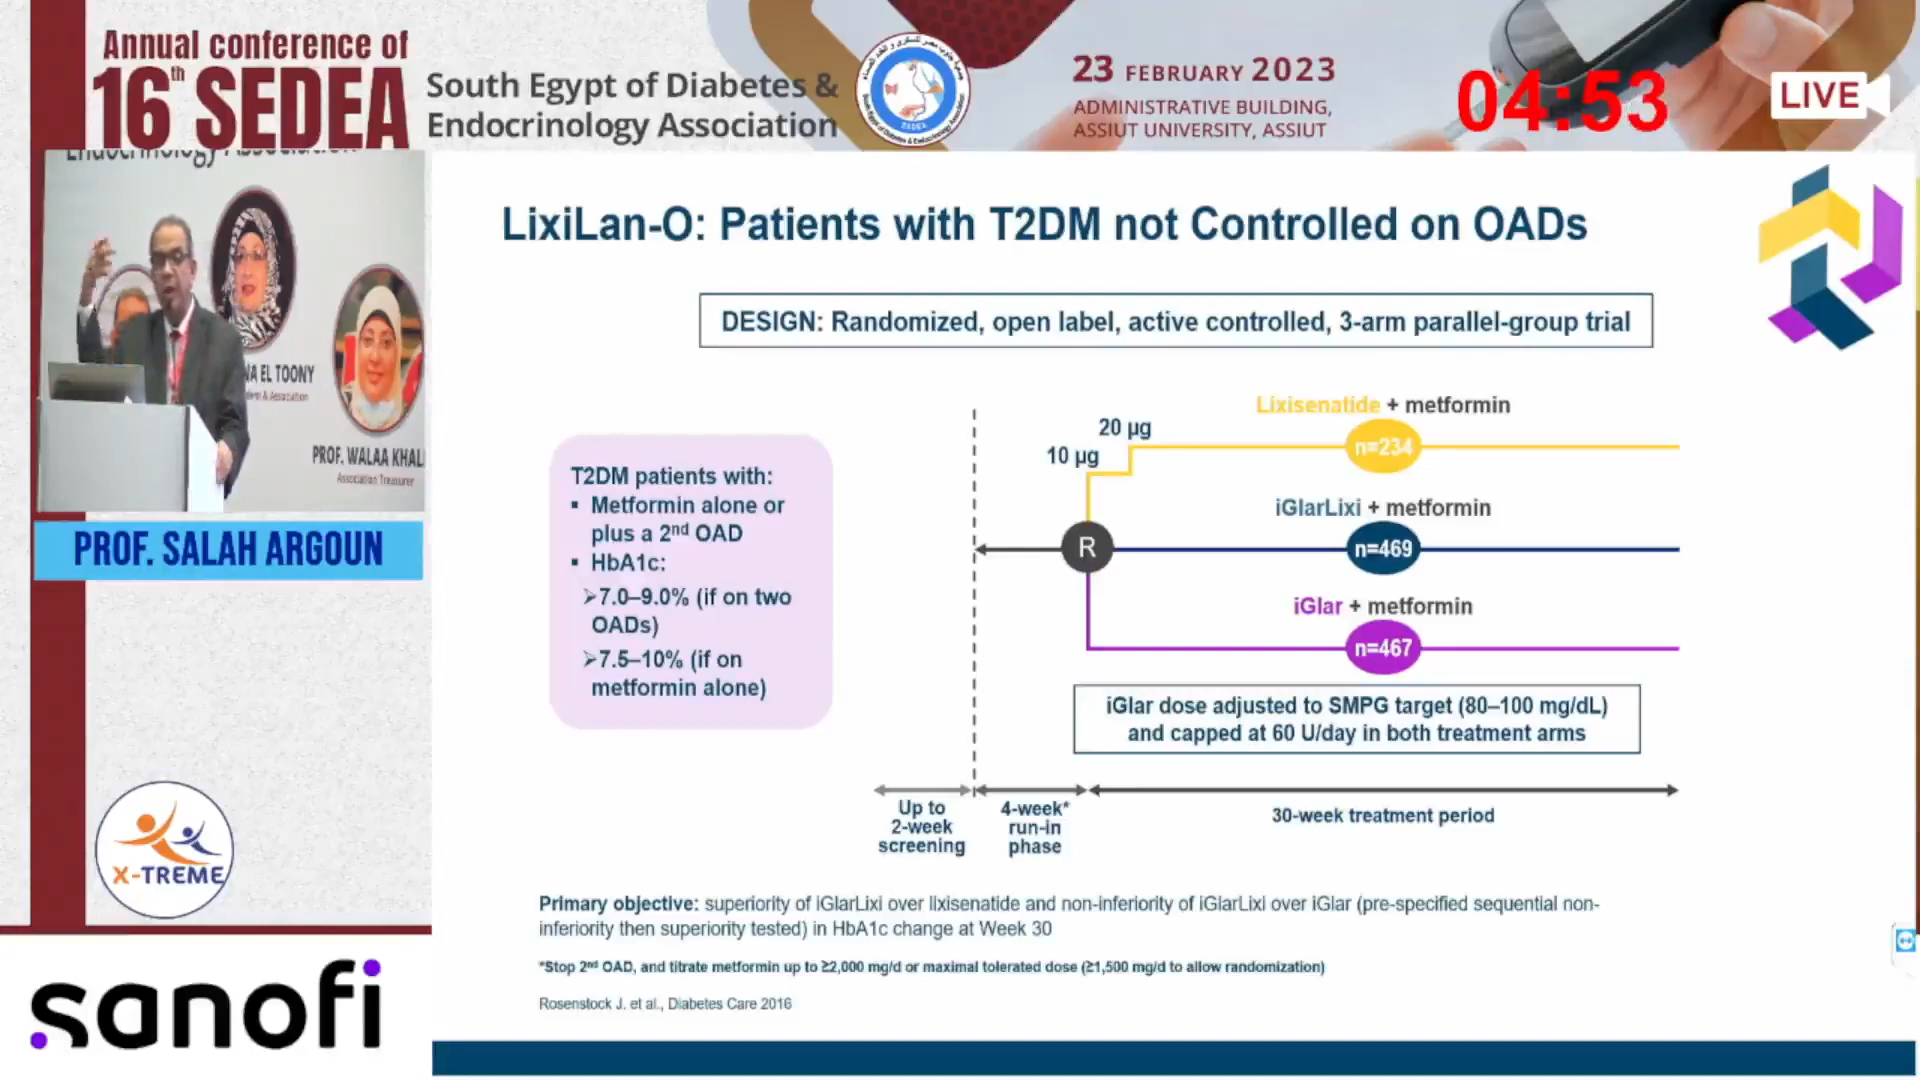 Annual conference of
16th SEDEA
South Egypt of Diabetes &
Endocrinology Association
SEDEA
23 FEBRUARY 2023
ADMINISTRATIVE BUILDING,
ASSIUT UNIVERSITY, ASSIUT
04:53
LIVE
Endocrinology Association
NA EL TOONY
PROF. WALAA KHAL
Association Treasurer
PROF. SALAH ARGOUN
X-TREME
sanofi
LixiLan-O: Patients with T2DM not Controlled on OADs
DESIGN: Randomized, open label, active controlled, 3-arm parallel-group trial
T2DM patients with:
▪ Metformin alone or
plus a 2nd OAD
▪ HbA1c:
➢7.0–9.0% (if on two
OADs)
➢7.5–10% (if on
metformin alone)
Lixisenatide + metformin
20 µg
10 µg
n=234
iGlarLixi + metformin
R
n=469
iGlar + metformin
n=467
iGlar dose adjusted to SMPG target (80–100 mg/dL)
and capped at 60 U/day in both treatment arms
Up to
2-week
screening
4-week*
run-in
phase
30-week treatment period
Primary objective: superiority of iGlarLixi over lixisenatide and non-inferiority of iGlarLixi over iGlar (pre-specified sequential non-
inferiority then superiority tested) in HbA1c change at Week 30
*Stop 2nd OAD, and titrate metformin up to ≥2,000 mg/d or maximal tolerated dose (≥1,500 mg/d to allow randomization)
Rosenstock J. et al., Diabetes Care 2016